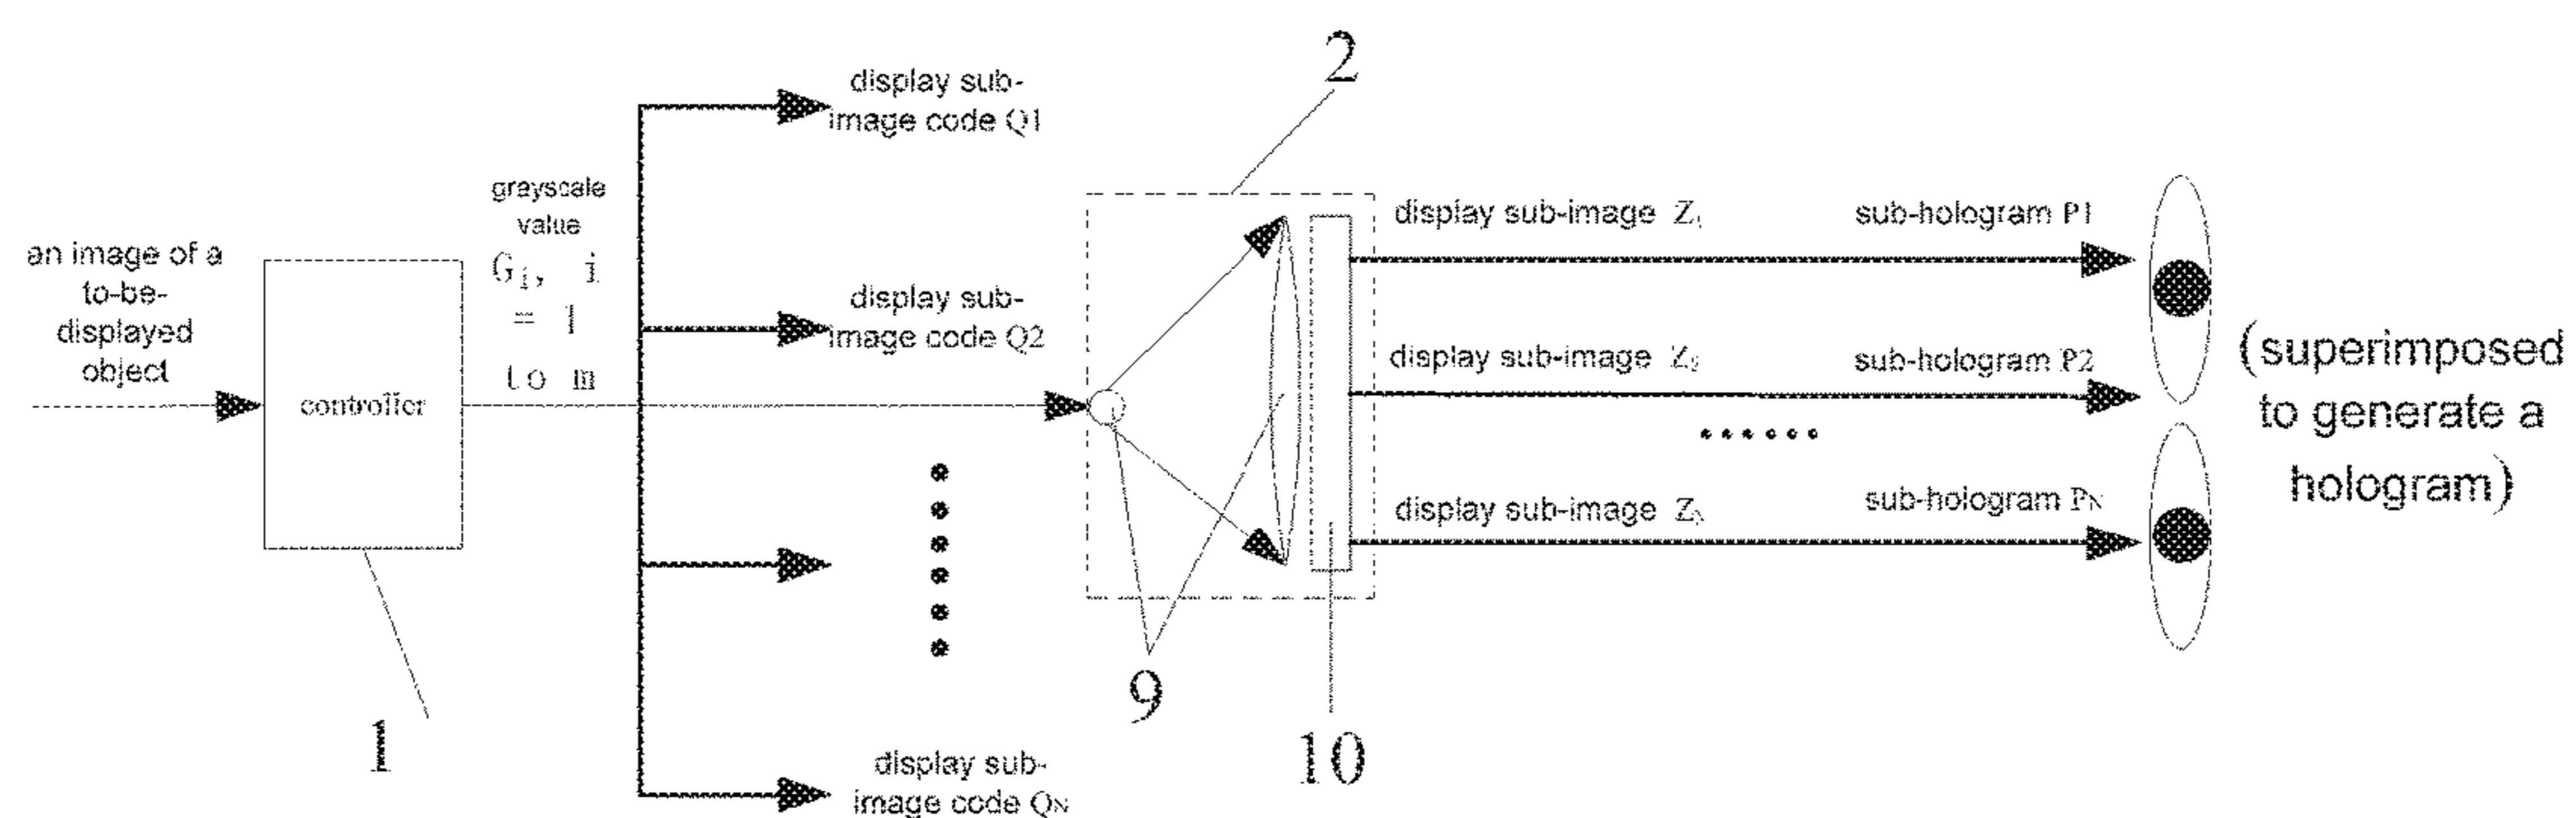 an image of a
to-be-
displayed
object
controller
1
grayscale
value
Gᵢ, i
= 1
to m
display sub-
image code Q1
display sub-
image code Q2
display sub-
image code QN
2
9
10
display sub-image Z₁
sub-hologram P1
display sub-image Z₂
sub-hologram P2
display sub-image Zₙ
sub-hologram PN
(superimposed
to generate a
hologram)